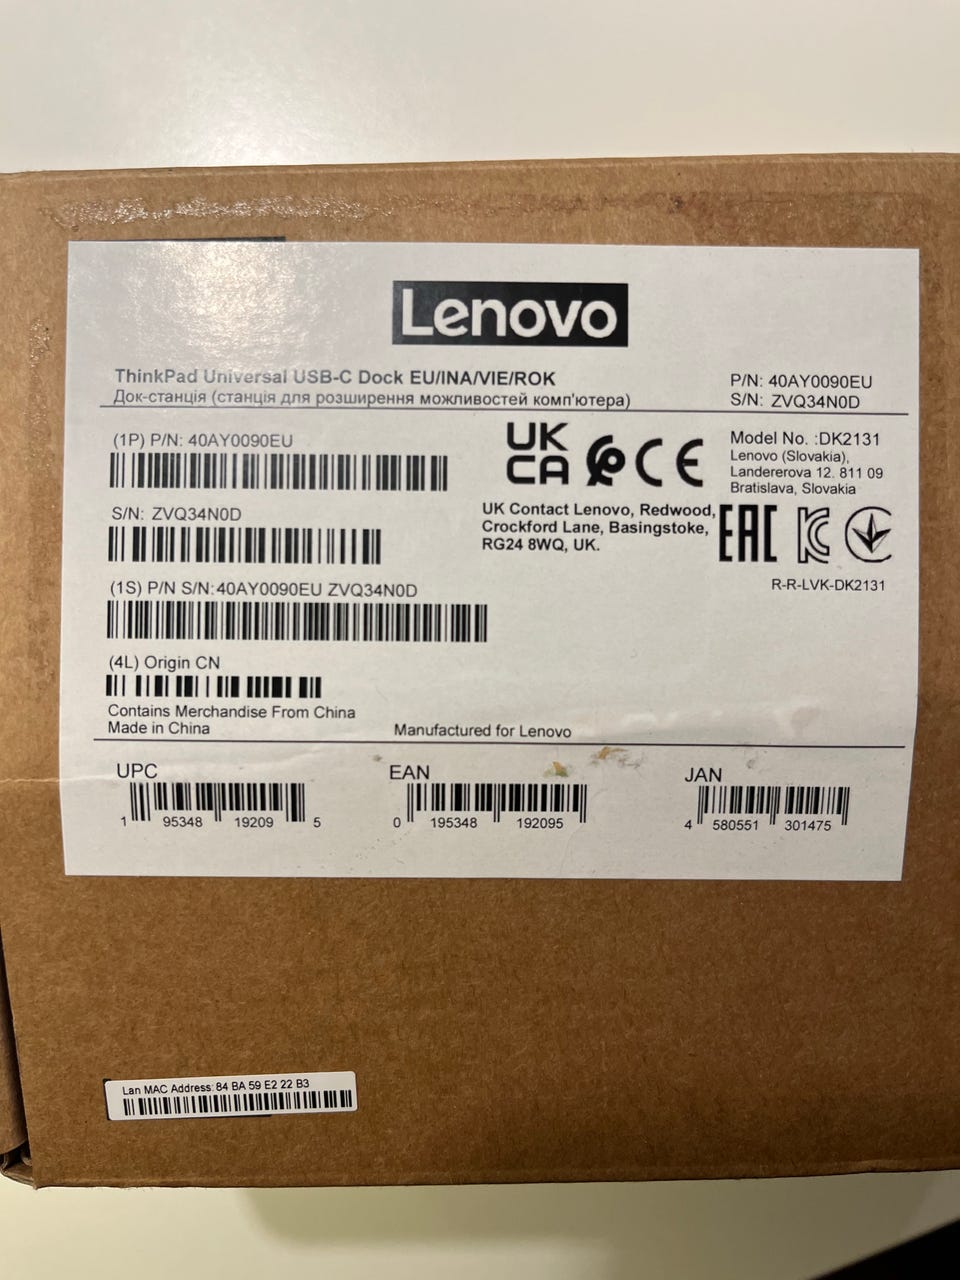 Lenovo
ThinkPad Universal USB-C Dock EU/INA/VIE/ROK
Док-станція (станція для розширення можливостей комп'ютера)
P/N: 40AY0090EU
S/N: ZVQ34N0D
(1P) P/N: 40AY0090EU
S/N: ZVQ34N0D
(1S) P/N S/N:40AY0090EU ZVQ34N0D
(4L) Origin CN
Contains Merchandise From China
Made in China
UK
CA
CE
UK Contact Lenovo, Redwood,
Crockford Lane, Basingstoke,
RG24 8WQ, UK.
Model No. :DK2131
Lenovo (Slovakia),
Landererova 12. 811 09
Bratislava, Slovakia
EAC
R-R-LVK-DK2131
Manufactured for Lenovo
UPC
1 95348 19209 5
EAN
0 195348 192095
JAN
4 580551 301475
Lan MAC Address: 84 BA 59 E2 22 B3